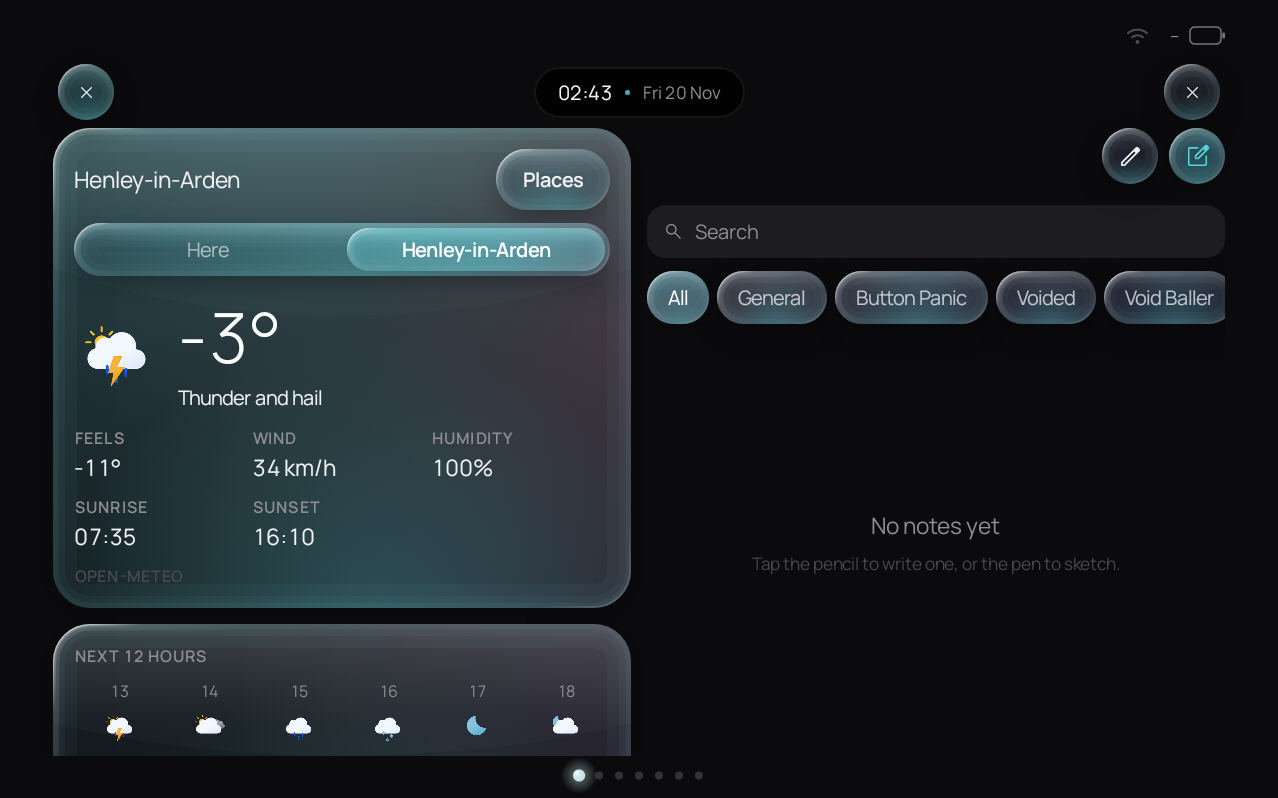 –
02:43 • Fri 20 Nov
Henley-in-Arden
Places
Here
Henley-in-Arden
-3°
Thunder and hail
FEELS
WIND
HUMIDITY
-11°
34 km/h
100%
SUNRISE
SUNSET
07:35
16:10
OPEN-METEO
NEXT 12 HOURS
13 14 15 16 17 18
Search
All
General
Button Panic
Voided
Void Baller
No notes yet
Tap the pencil to write one, or the pen to sketch.